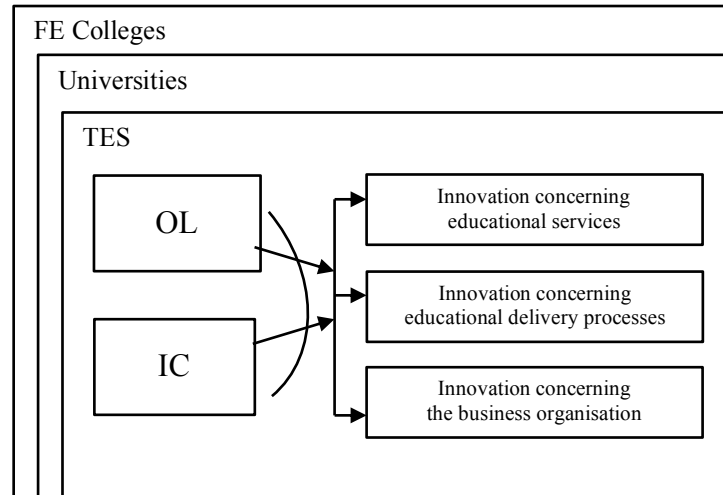 FE Colleges
Universities
TES
OL
IC
Innovation concerning
educational services
Innovation concerning
educational delivery processes
Innovation concerning
the business organisation